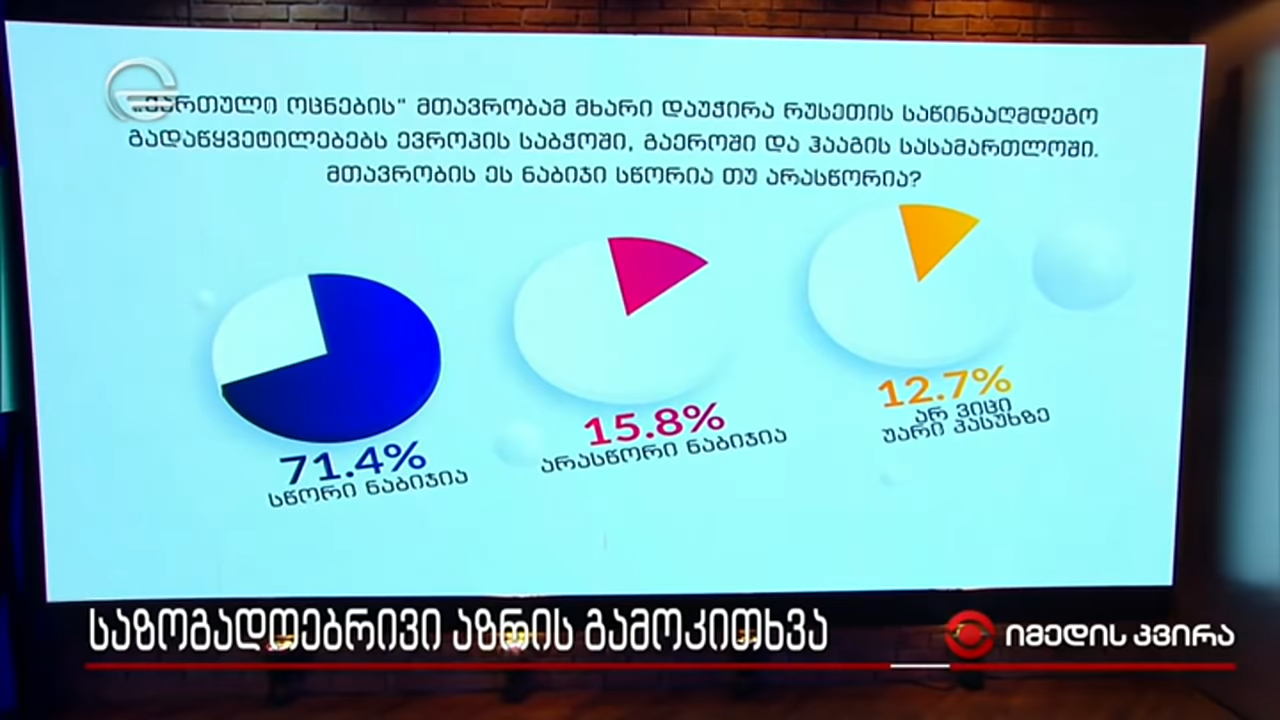 „ქართული ოცნების“ მთავრობამ მხარი დაუჭირა რუსეთის საწინააღმდეგო
გადაწყვეტილებებს ევროპის საბჭოში, გაეროში და ჰააგის სასამართლოში.
მთავრობის ეს ნაბიჯი სწორია თუ არასწორია?
71.4%
სწორი ნაბიჯია
15.8%
არასწორი ნაბიჯია
12.7%
არ ვიცი
უარი პასუხზე
საზოგადოებრივი აზრის გამოკითხვა
იმედის კვირა